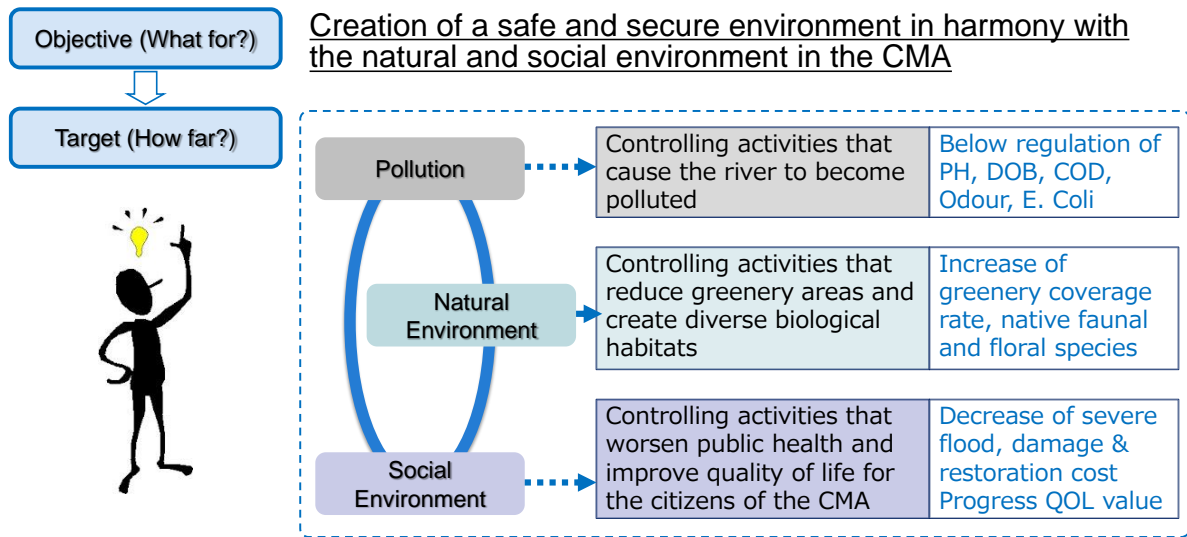 Objective (What for?)
Creation of a safe and secure environment in harmony with
the natural and social environment in the CMA
Target (How far?)
Pollution
Controlling activities that
cause the river to become
polluted
Below regulation of
PH, DOB, COD,
Odour, E. Coli
Natural
Environment
Controlling activities that
reduce greenery areas and
create diverse biological
habitats
Increase of
greenery coverage
rate, native faunal
and floral species
Social
Environment
Controlling activities that
worsen public health and
improve quality of life for
the citizens of the CMA
Decrease of severe
flood, damage &
restoration cost
Progress QOL value